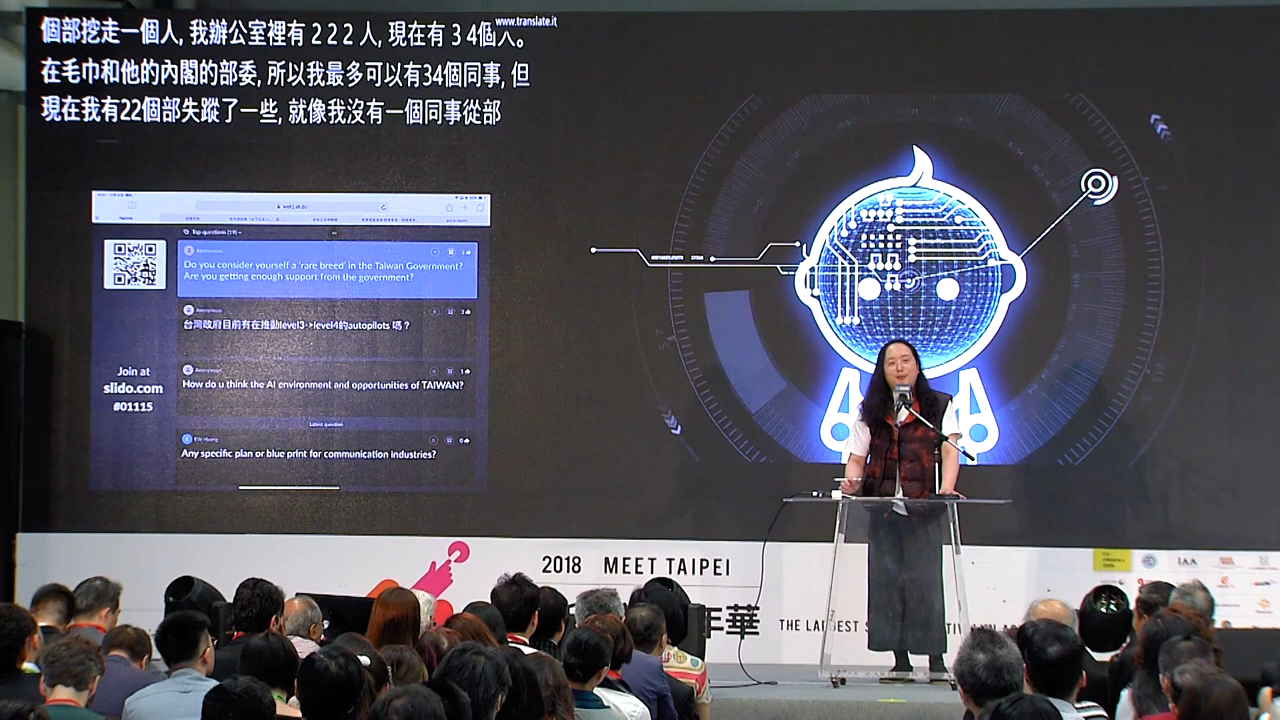 個部挖走一個人, 我辦公室裡有 2 2 2 人, 現在有 3 4個人。
www.translate.it
在毛巾和他的內閣的部委, 所以我最多可以有34個同事, 但
現在我有22個部失蹤了一些, 就像我沒有一個同事從部
Top questions (19)
Anonymous
Do you consider yourself a 'rare breed' in the Taiwan Government?
Are you getting enough support from the government?
Anonymous
台灣政府目前有在推動level3->level4的autopilots 嗎？
Anonymous
How do u think the AI environment and opportunities of TAIWAN?
Latest question
Any specific plan or blue print for communication industries?
Join at
slido.com
#01115
2018 MEET TAIPEI
年華
THE
IAA